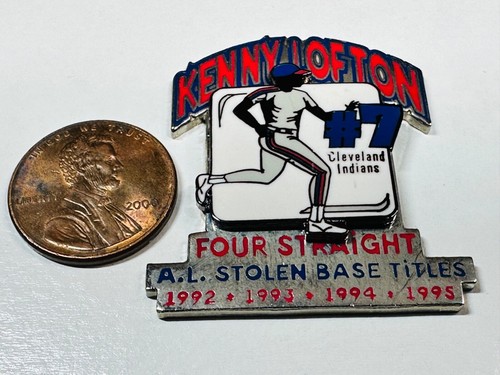 KENNY LOFTON
#7
Cleveland
Indians
FOUR STRAIGHT
A.L. STOLEN BASE TITLES
1992 • 1993 • 1994 • 1995
IN GOD WE TRUST
LIBERTY